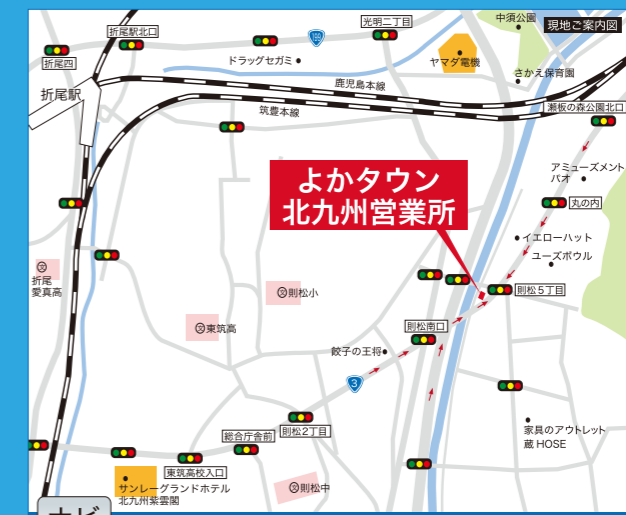 中須公園
現地ご案内図
光明二丁目
折尾駅北口
100
折尾四
ドラッグセガミ
ヤマダ電機
さかえ保育園
鹿児島本線
折尾駅
筑豊本線
瀬板の森公園北口
アミューズメント
パオ
よかタウン
北九州営業所
丸の内
イエローハット
ユーズボウル
文
折尾
愛真高
文則松小
則松5丁目
文東筑高
則松南口
餃子の王将
3
則松2丁目
総合庁舎前
家具のアウトレット
蔵 HOSE
東筑高校入口
サンレーグランドホテル
北九州紫雲閣
文則松中
ナビ